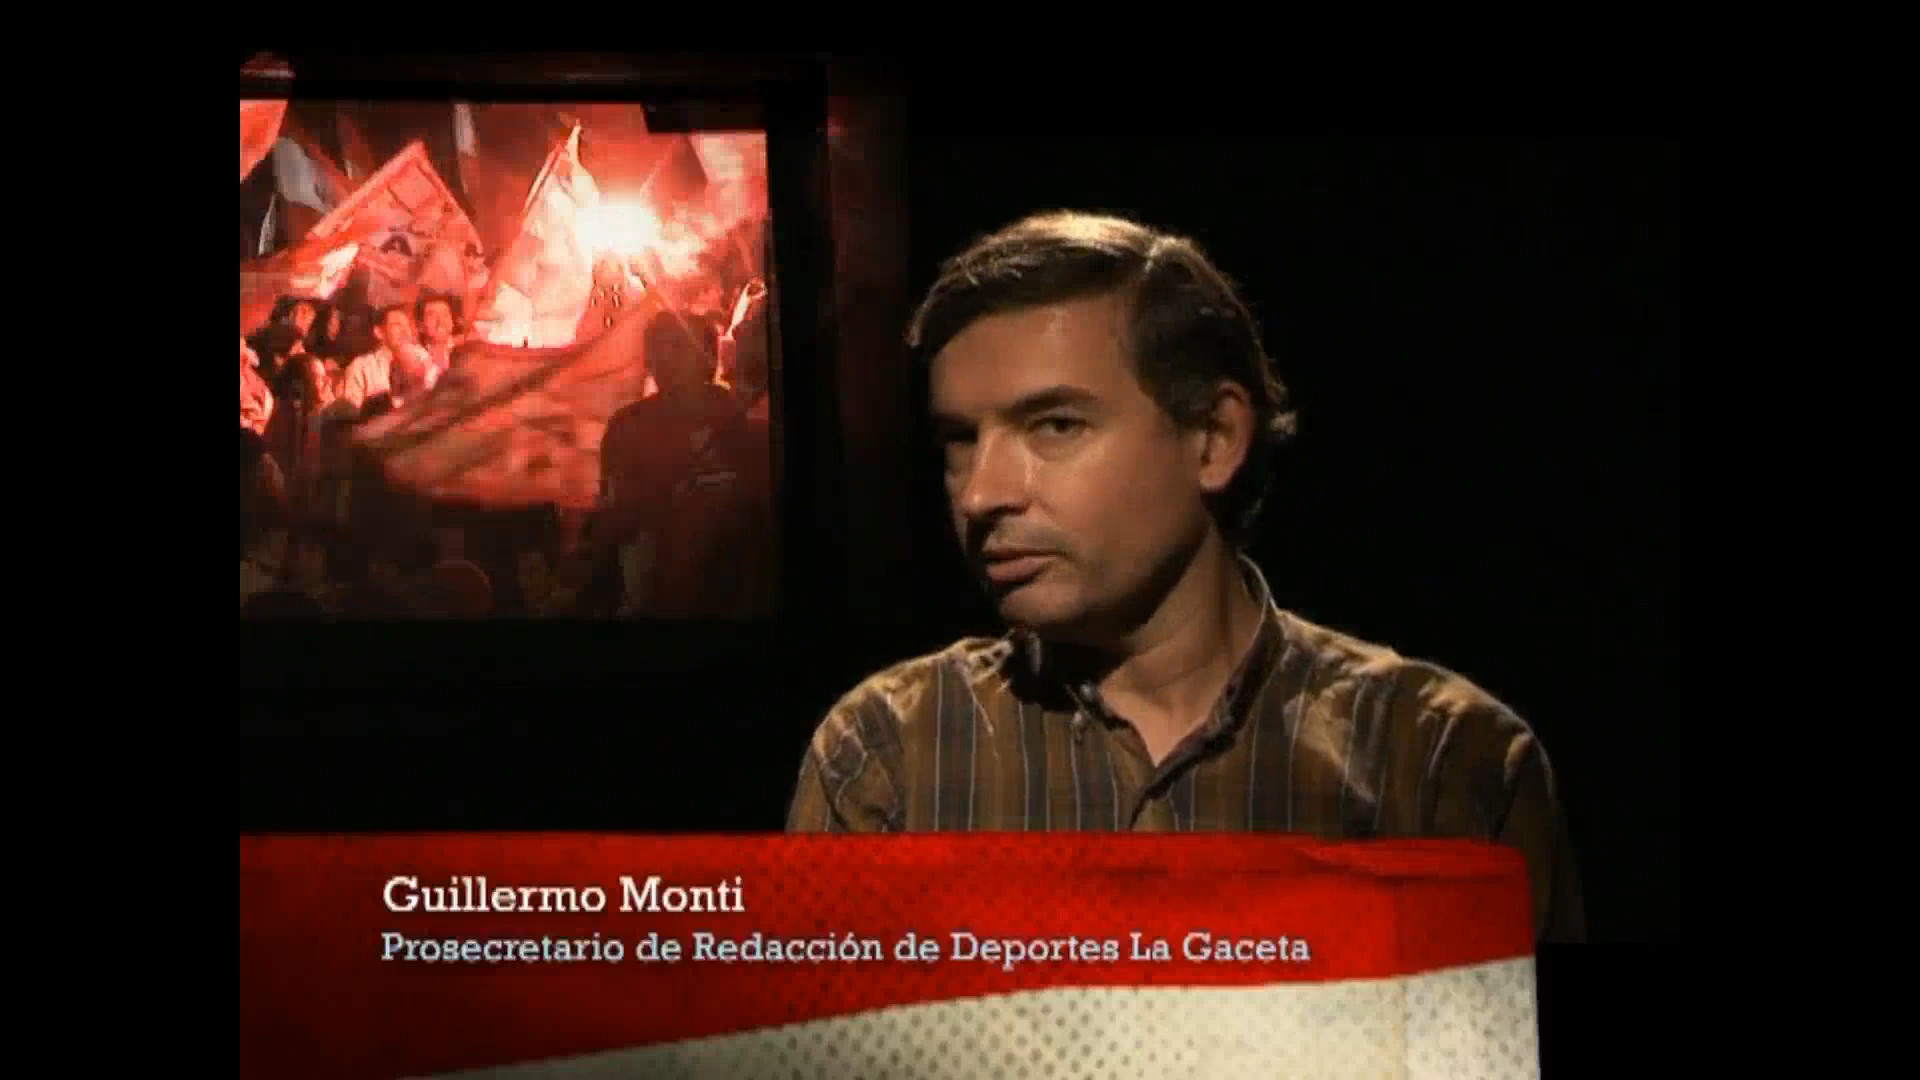 Guillermo Monti
Prosecretario de Redacción de Deportes La Gaceta